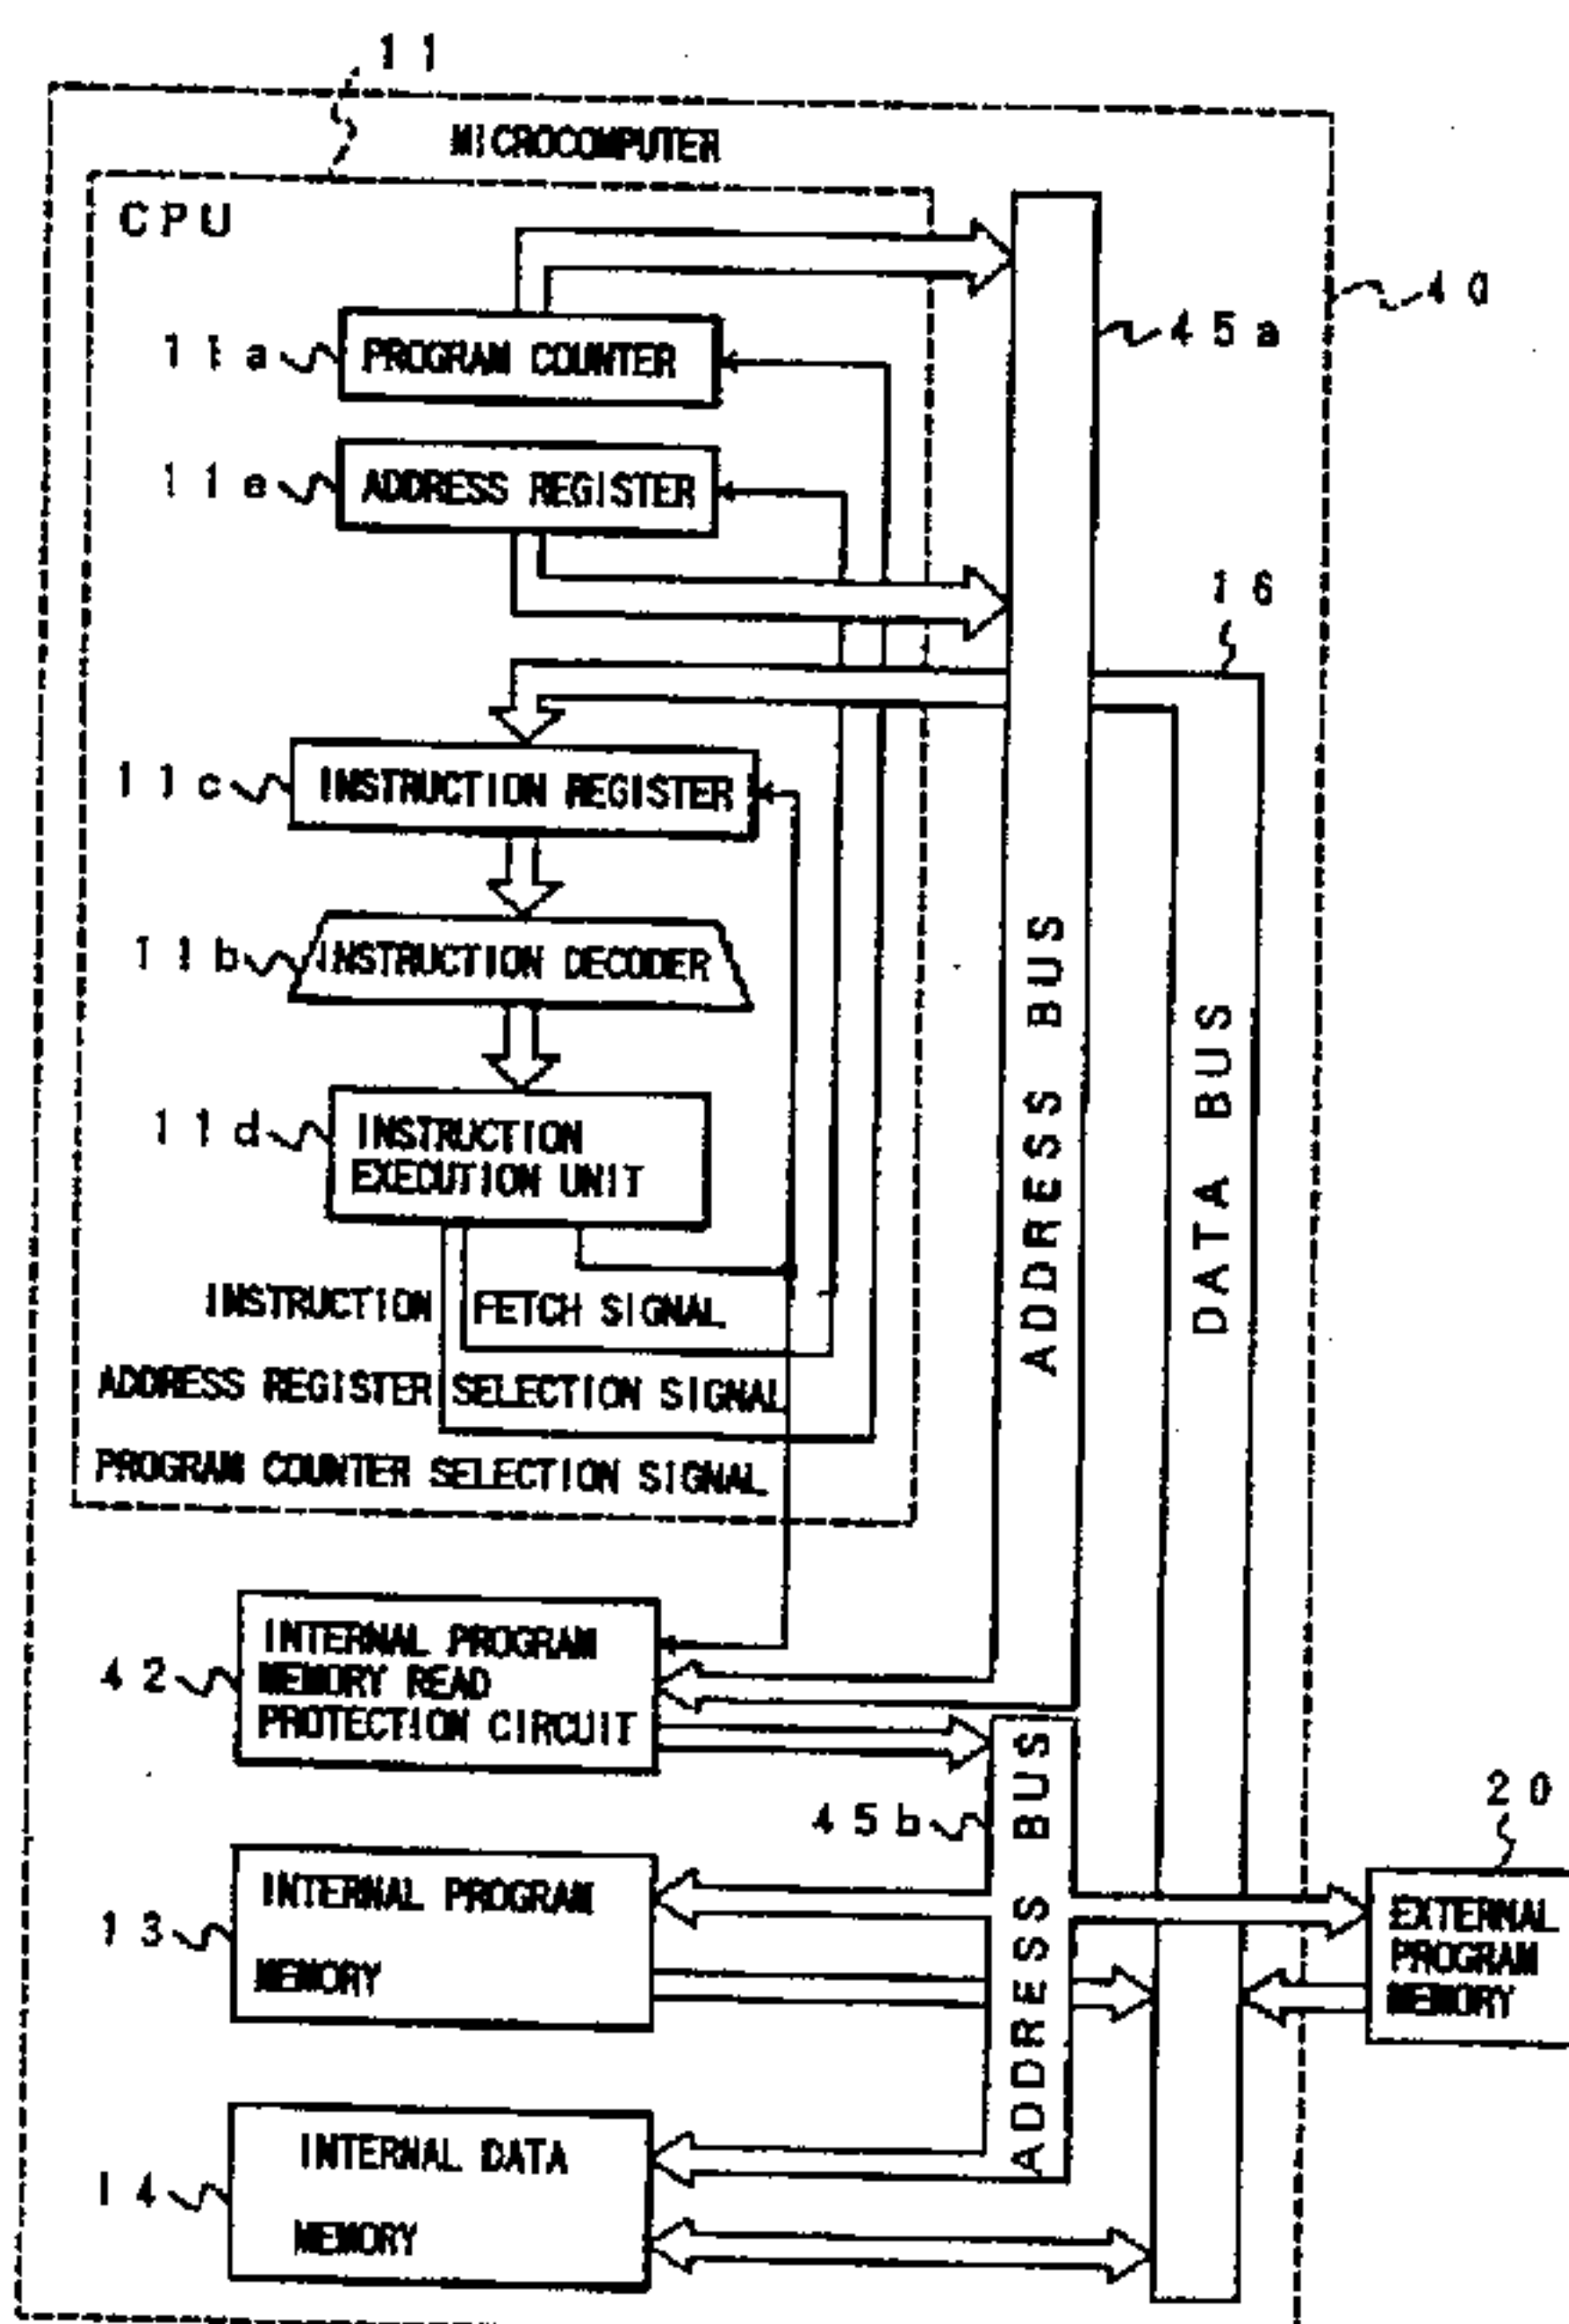 11
MICROCOMPUTER
CPU
40
11a
PROGRAM COUNTER
45a
11e
ADDRESS REGISTER
16
11c
INSTRUCTION REGISTER
11b
INSTRUCTION DECODER
ADDRESS BUS
DATA BUS
11d
INSTRUCTION
EXECUTION UNIT
INSTRUCTION FETCH SIGNAL
ADDRESS REGISTER SELECTION SIGNAL
PROGRAM COUNTER SELECTION SIGNAL
42
INTERNAL PROGRAM
MEMORY READ
PROTECTION CIRCUIT
45b
ADDRESS BUS
20
13
INTERNAL PROGRAM
MEMORY
EXTERNAL
PROGRAM
MEMORY
14
INTERNAL DATA
MEMORY